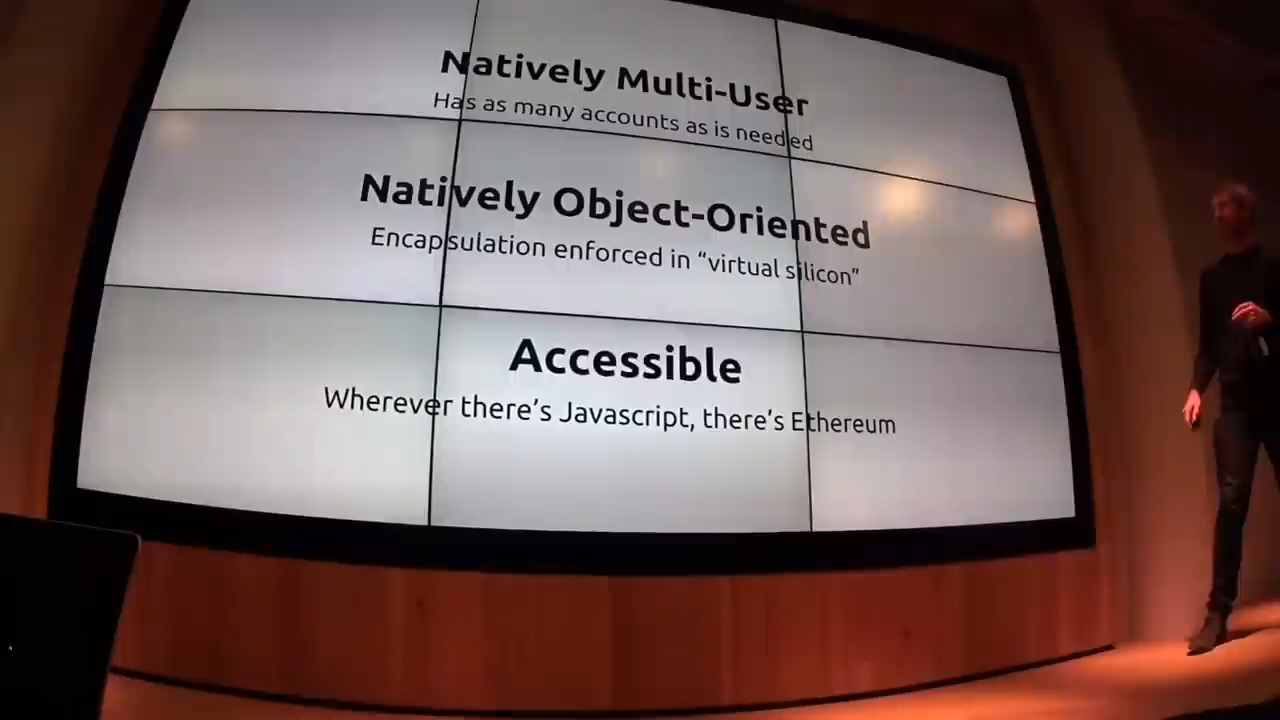 Natively Multi-User
Has as many accounts as is needed
Natively Object-Oriented
Encapsulation enforced in “virtual silicon”
Accessible
Wherever there’s Javascript, there’s Ethereum